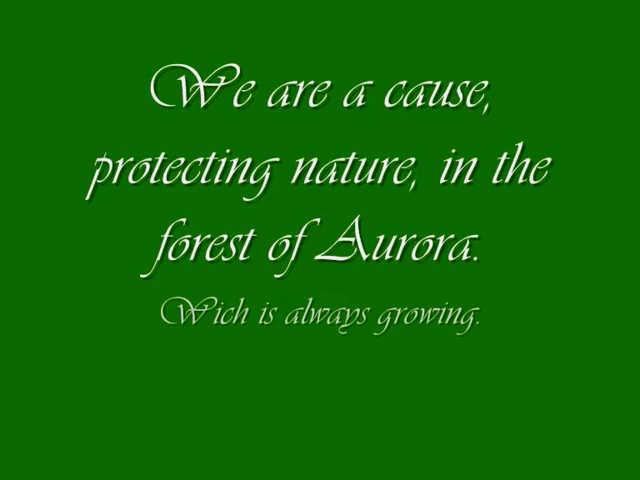 We are a cause,
protecting nature, in the
forest of Aurora.
Wich is always growing.